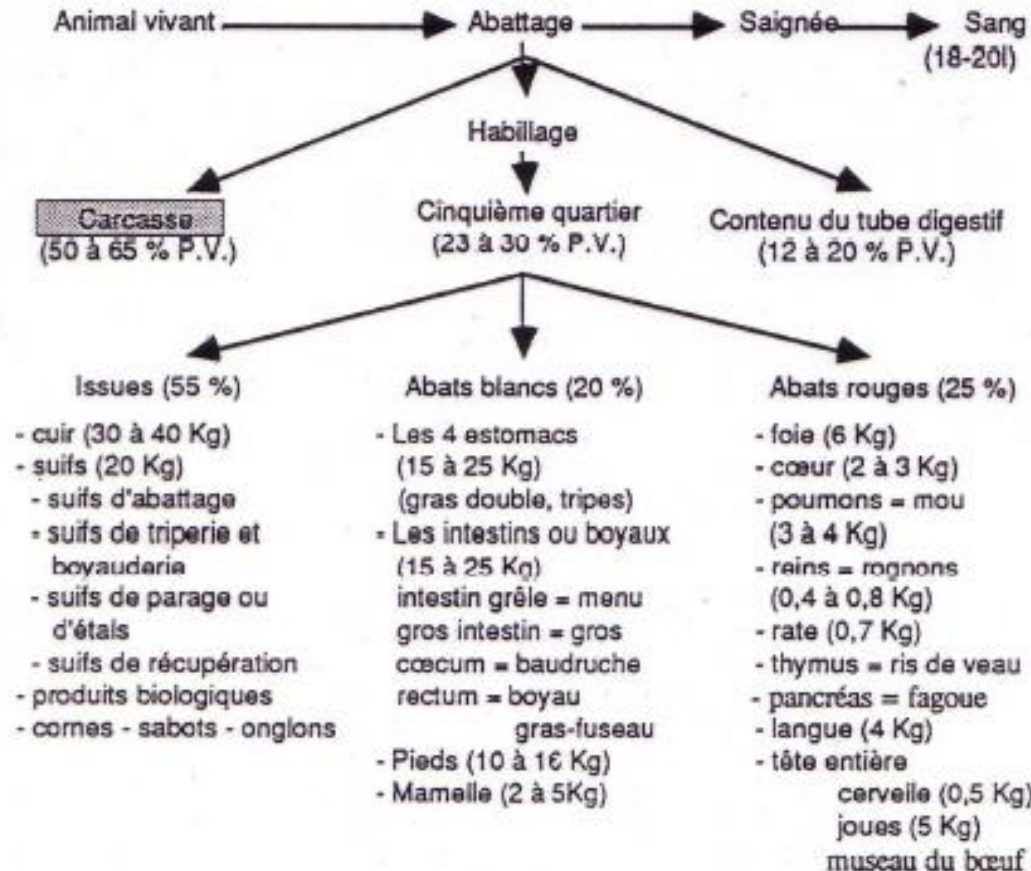 Animal vivant Abattage Saignée Sang
(18-20l)
Habillage
Carcasse
(50 à 65 % P.V.)
Cinquième quartier
(23 à 30 % P.V.)
Contenu du tube digestif
(12 à 20 % P.V.)
Issues (55 %)
- cuir (30 à 40 Kg)
- suifs (20 Kg)
- suifs d'abattage
- suifs de triperie et
boyauderie
- suifs de parage ou
d'étals
- suifs de récupération
- produits biologiques
- cornes - sabots - onglons
Abats blancs (20 %)
- Les 4 estomacs
(15 à 25 Kg)
(gras double, tripes)
- Les intestins ou boyaux
(15 à 25 Kg)
intestin grêle = menu
gros intestin = gros
cœcum = baudruche
rectum = boyau
gras-fuseau
- Pieds (10 à 16 Kg)
- Mamelle (2 à 5Kg)
Abats rouges (25 %)
- foie (6 Kg)
- cœur (2 à 3 Kg)
- poumons = mou
(3 à 4 Kg)
- reins = rognons
(0,4 à 0,8 Kg)
- rate (0,7 Kg)
- thymus = ris de veau
- pancréas = fagoue
- langue (4 Kg)
- tête entière
cervelle (0,5 Kg)
joues (5 Kg)
museau du bœuf